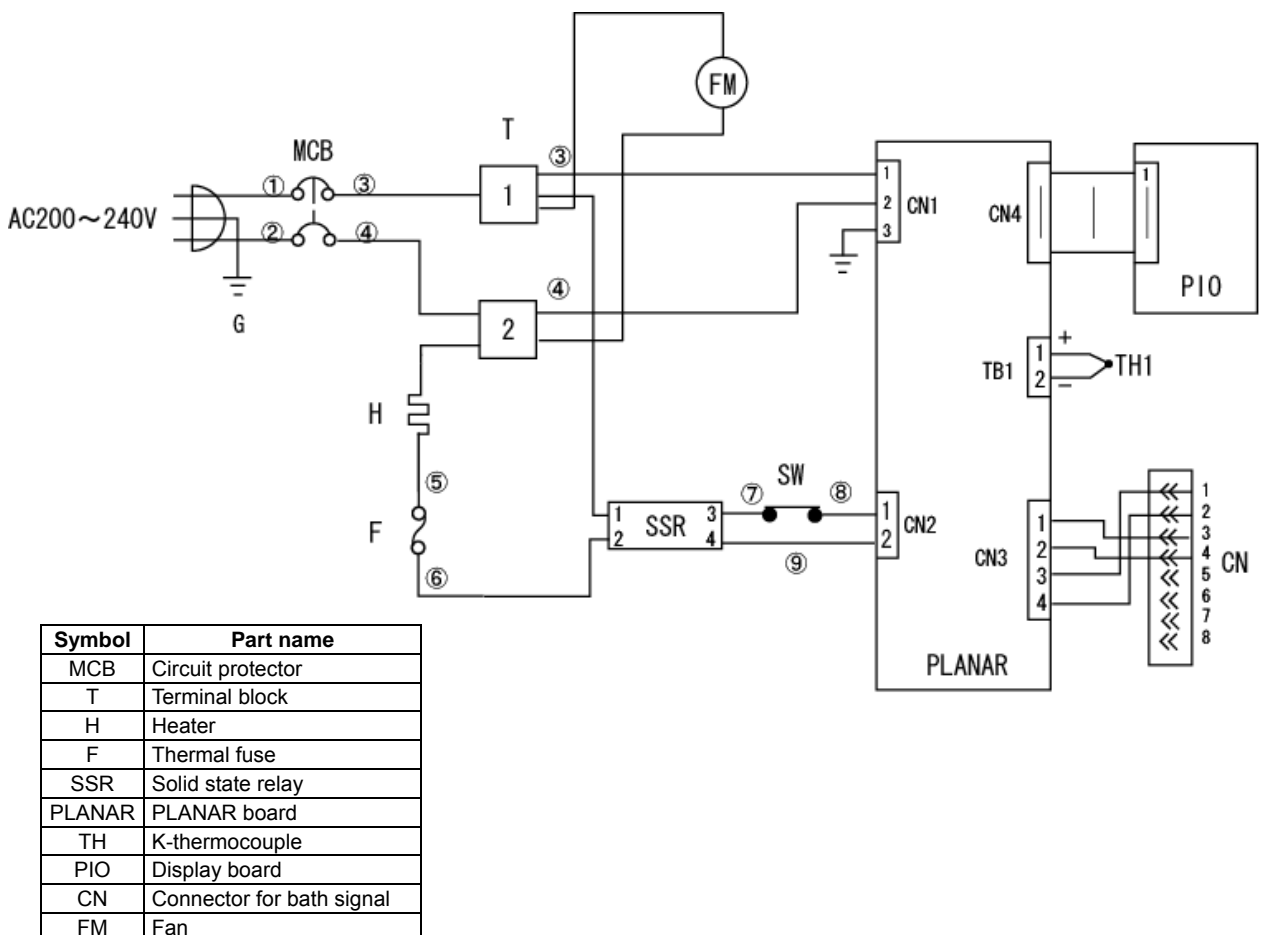 FM
T
MCB
③
① ③
1
AC200～240V
② ④
G
④
2
1
2
3
CN1
CN4
1
PIO
H
⑤
F
⑥
TB1
1
2
+
−
TH1
SW
⑦ ⑧
1 SSR 3
2 4
⑨
1
2
CN2
CN3
1
2
3
4
1
2
3
4
5
6
7
8
CN
PLANAR
Symbol Part name
MCB Circuit protector
T Terminal block
H Heater
F Thermal fuse
SSR Solid state relay
PLANAR PLANAR board
TH K-thermocouple
PIO Display board
CN Connector for bath signal
FM Fan